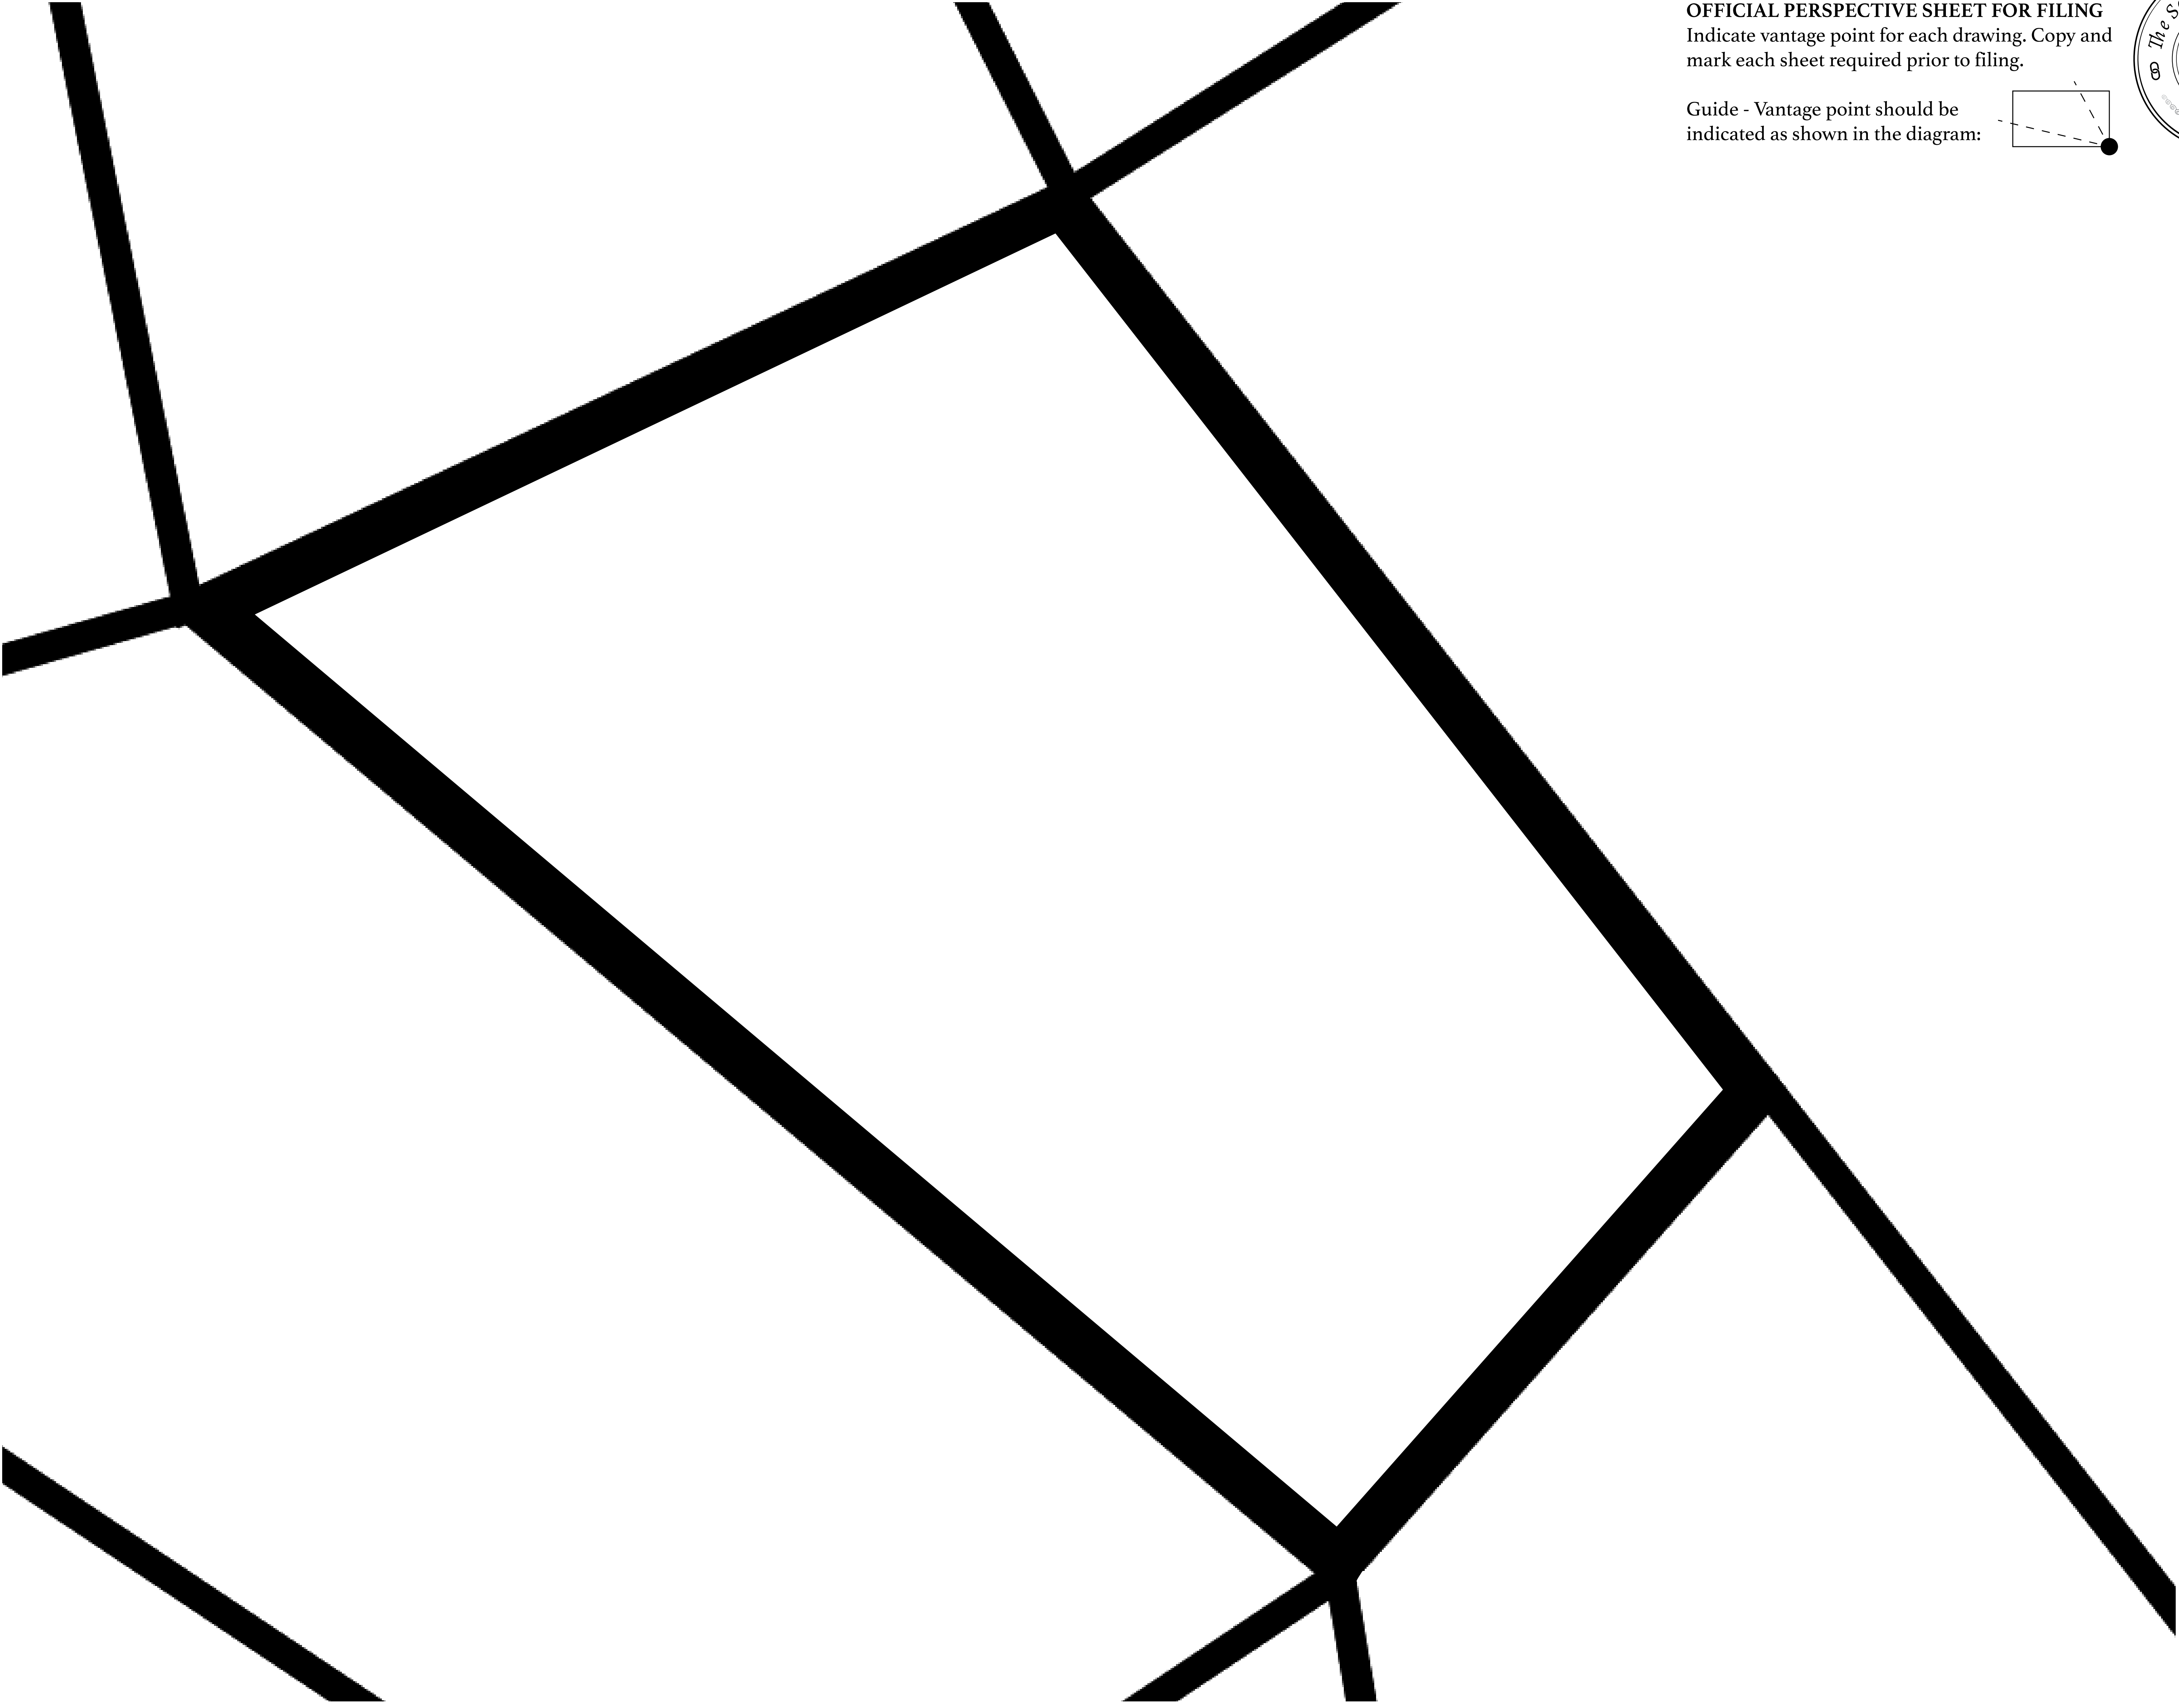 OFFICIAL PERSPECTIVE SHEET FOR FILING
Indicate vantage point for each drawing. Copy and
mark each sheet required prior to filing.
Guide - Vantage point should be
indicated as shown in the diagram:
The